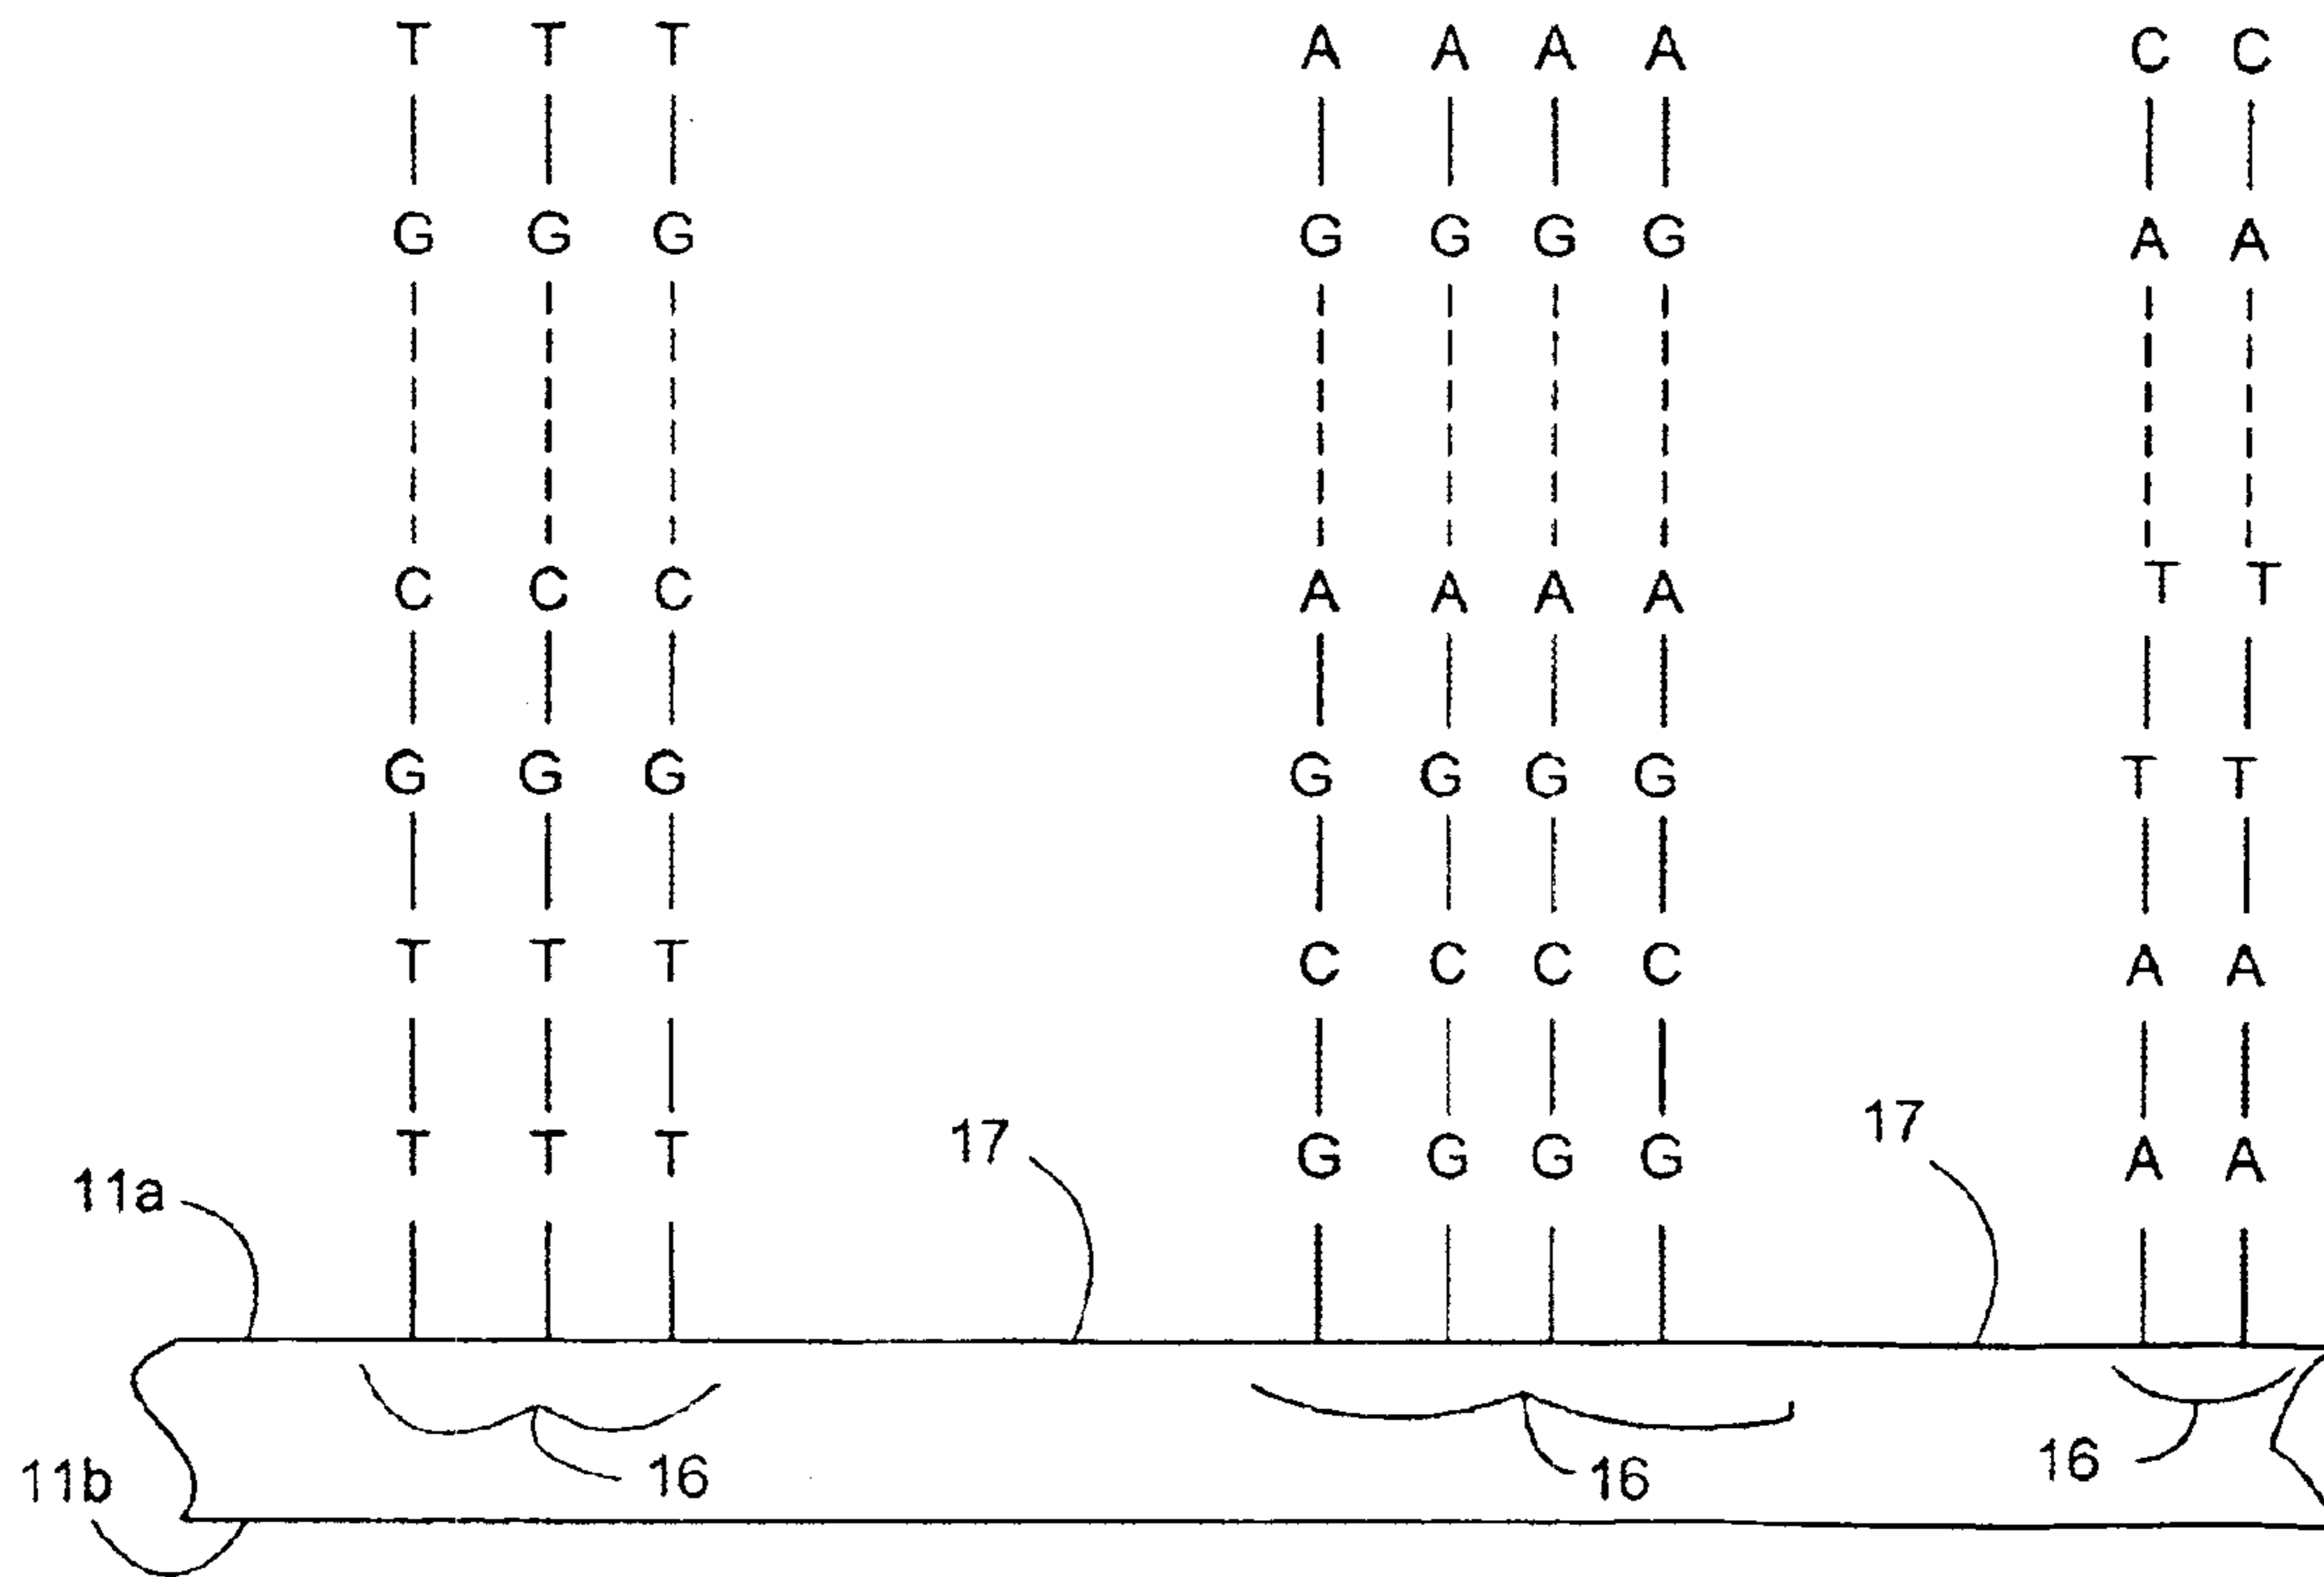 T T T A A A A C C
G G G G G G G A A
C C C A A A A T T
G G G G G G G T T
T T T C C C C A A
T T T G G G G A A
17 17
11a
16 16 16
11b